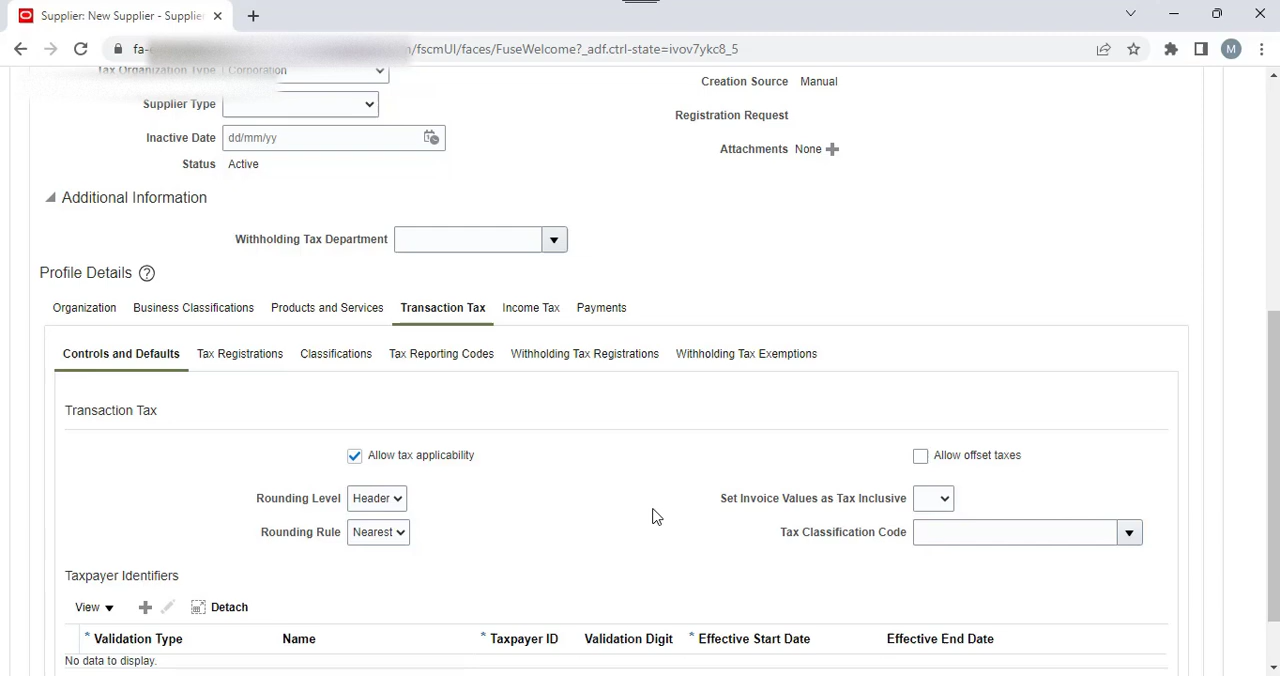 Supplier: New Supplier - Supplier
fa-
n/fscmUI/faces/FuseWelcome?_adf.ctrl-state=ivov7ykc8_5
M
Tax Organization Type Corporation
Creation Source Manual
Supplier Type
Registration Request
Inactive Date dd/mm/yy
Attachments None
Status Active
Additional Information
Withholding Tax Department
Profile Details ?
Organization Business Classifications Products and Services Transaction Tax Income Tax Payments
Controls and Defaults Tax Registrations Classifications Tax Reporting Codes Withholding Tax Registrations Withholding Tax Exemptions
Transaction Tax
Allow tax applicability Allow offset taxes
Rounding Level Header Set Invoice Values as Tax Inclusive
Rounding Rule Nearest Tax Classification Code
Taxpayer Identifiers
View Detach
* Validation Type Name * Taxpayer ID Validation Digit * Effective Start Date Effective End Date
No data to display.